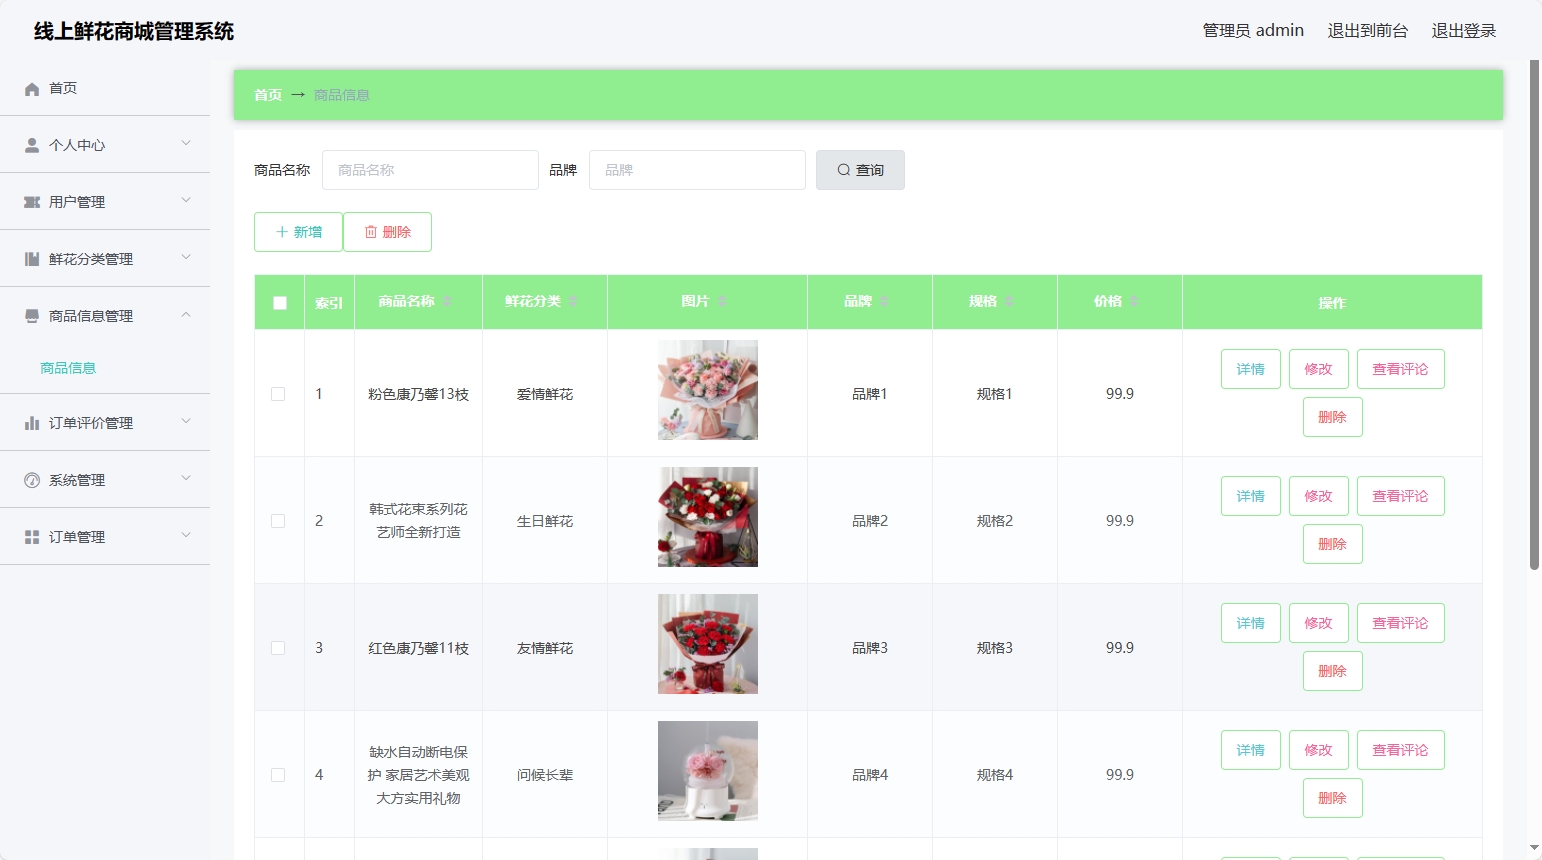 线上鲜花商城管理系统
管理员 admin 退出到前台 退出登录
首页
个人中心
用户管理
鲜花分类管理
商品信息管理
商品信息
订单评价管理
系统管理
订单管理
首页 → 商品信息
商品名称 商品名称 品牌 品牌 查询
新增 删除
索引 商品名称 鲜花分类 图片 品牌 规格 价格 操作
1 粉色康乃馨13枝 爱情鲜花 品牌1 规格1 99.9 详情 修改 查看评论
删除
2 韩式花束系列花
艺师全新打造 生日鲜花 品牌2 规格2 99.9 详情 修改 查看评论
删除
3 红色康乃馨11枝 友情鲜花 品牌3 规格3 99.9 详情 修改 查看评论
删除
4 缺水自动断电保
护 家居艺术美观
大方实用礼物 问候长辈 品牌4 规格4 99.9 详情 修改 查看评论
删除